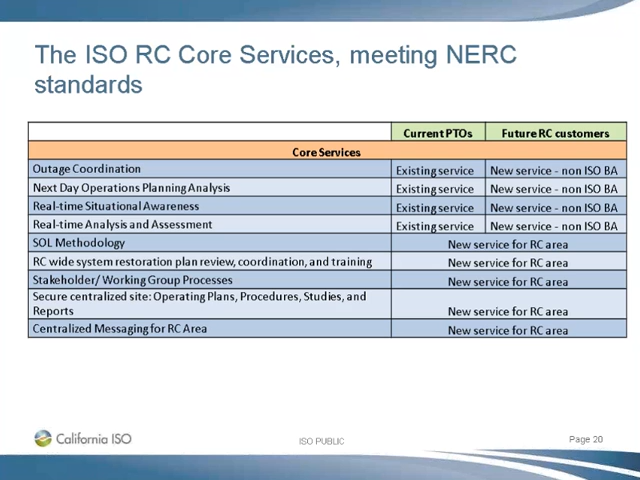 The ISO RC Core Services, meeting NERC
standards
Current PTOs Future RC customers
Core Services
Outage Coordination Existing service New service - non ISO BA
Next Day Operations Planning Analysis Existing service New service - non ISO BA
Real-time Situational Awareness Existing service New service - non ISO BA
Real-time Analysis and Assessment Existing service New service - non ISO BA
SOL Methodology New service for RC area
RC wide system restoration plan review, coordination, and training New service for RC area
Stakeholder/ Working Group Processes New service for RC area
Secure centralized site: Operating Plans, Procedures, Studies, and
Reports New service for RC area
Centralized Messaging for RC Area New service for RC area
California ISO ISO PUBLIC Page 20